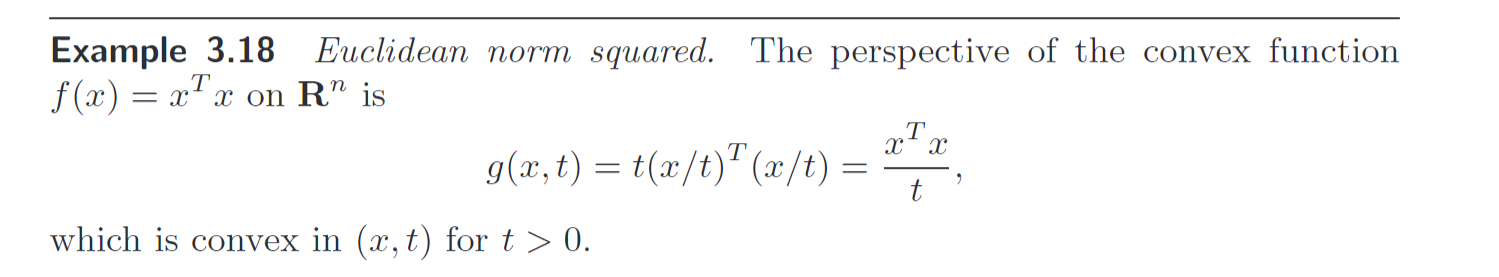 Example 3.18 Euclidean norm squared. The perspective of the convex function
f(x) = x^T x on R^n is
g(x, t) = t(x/t)^T (x/t) = \frac{x^T x}{t},
which is convex in (x, t) for t > 0.